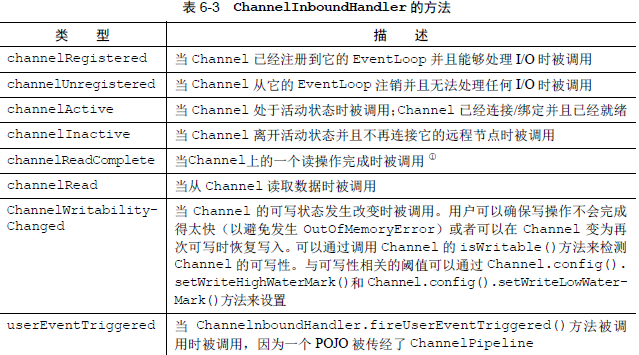 表 6-3 ChannelInboundHandler 的方法
类 型 描 述
channelRegistered 当 Channel 已经注册到它的 EventLoop 并且能够处理 I/O 时被调用
channelUnregistered 当 Channel 从它的 EventLoop 注销并且无法处理任何 I/O 时被调用
channelActive 当 Channel 处于活动状态时被调用;Channel 已经连接/绑定并且已经就绪
channelInactive 当 Channel 离开活动状态并且不再连接它的远程节点时被调用
channelReadComplete 当Channel上的一个读操作完成时被调用①
channelRead 当从 Channel 读取数据时被调用
ChannelWritability-
Changed
当 Channel 的可写状态发生改变时被调用。用户可以确保写操作不会完成
得太快（以避免发生 OutOfMemoryError）或者可以在 Channel 变为再
次可写时恢复写入。可以通过调用 Channel 的 isWritable()方法来检测
Channel 的可写性。与可写性相关的阈值可以通过 Channel.config().
setWriteHighWaterMark()和 Channel.config().setWriteLowWater-
Mark()方法来设置
userEventTriggered 当 ChannelnboundHandler.fireUserEventTriggered()方法被调
用时被调用，因为一个 POJO 被传经了 ChannelPipeline